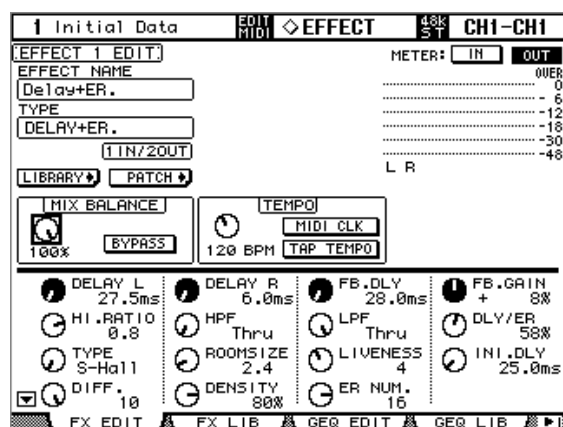 1 Initial Data EDIT MIDI ◇EFFECT 48K ST CH1-CH1
EFFECT 1 EDIT METER: IN OUT
EFFECT NAME OVER
Delay+ER. 0
TYPE - 6
DELAY+ER. -12
-18
1 IN/2OUT -30
-48
L R
LIBRARY PATCH
MIX BALANCE TEMPO
MIDI CLK
100% BYPASS 120 BPM TAP TEMPO
DELAY L DELAY R FB.DLY FB.GAIN
27.5ms 6.0ms 28.0ms + 8%
HI.RATIO HPF LPF DLY/ER
0.8 Thru Thru 58%
TYPE ROOMSIZE LIVENESS INI.DLY
S-Hall 2.4 4 25.0ms
DIFF. DENSITY ER NUM.
10 80% 16
FX EDIT FX LIB GEQ EDIT GEQ LIB